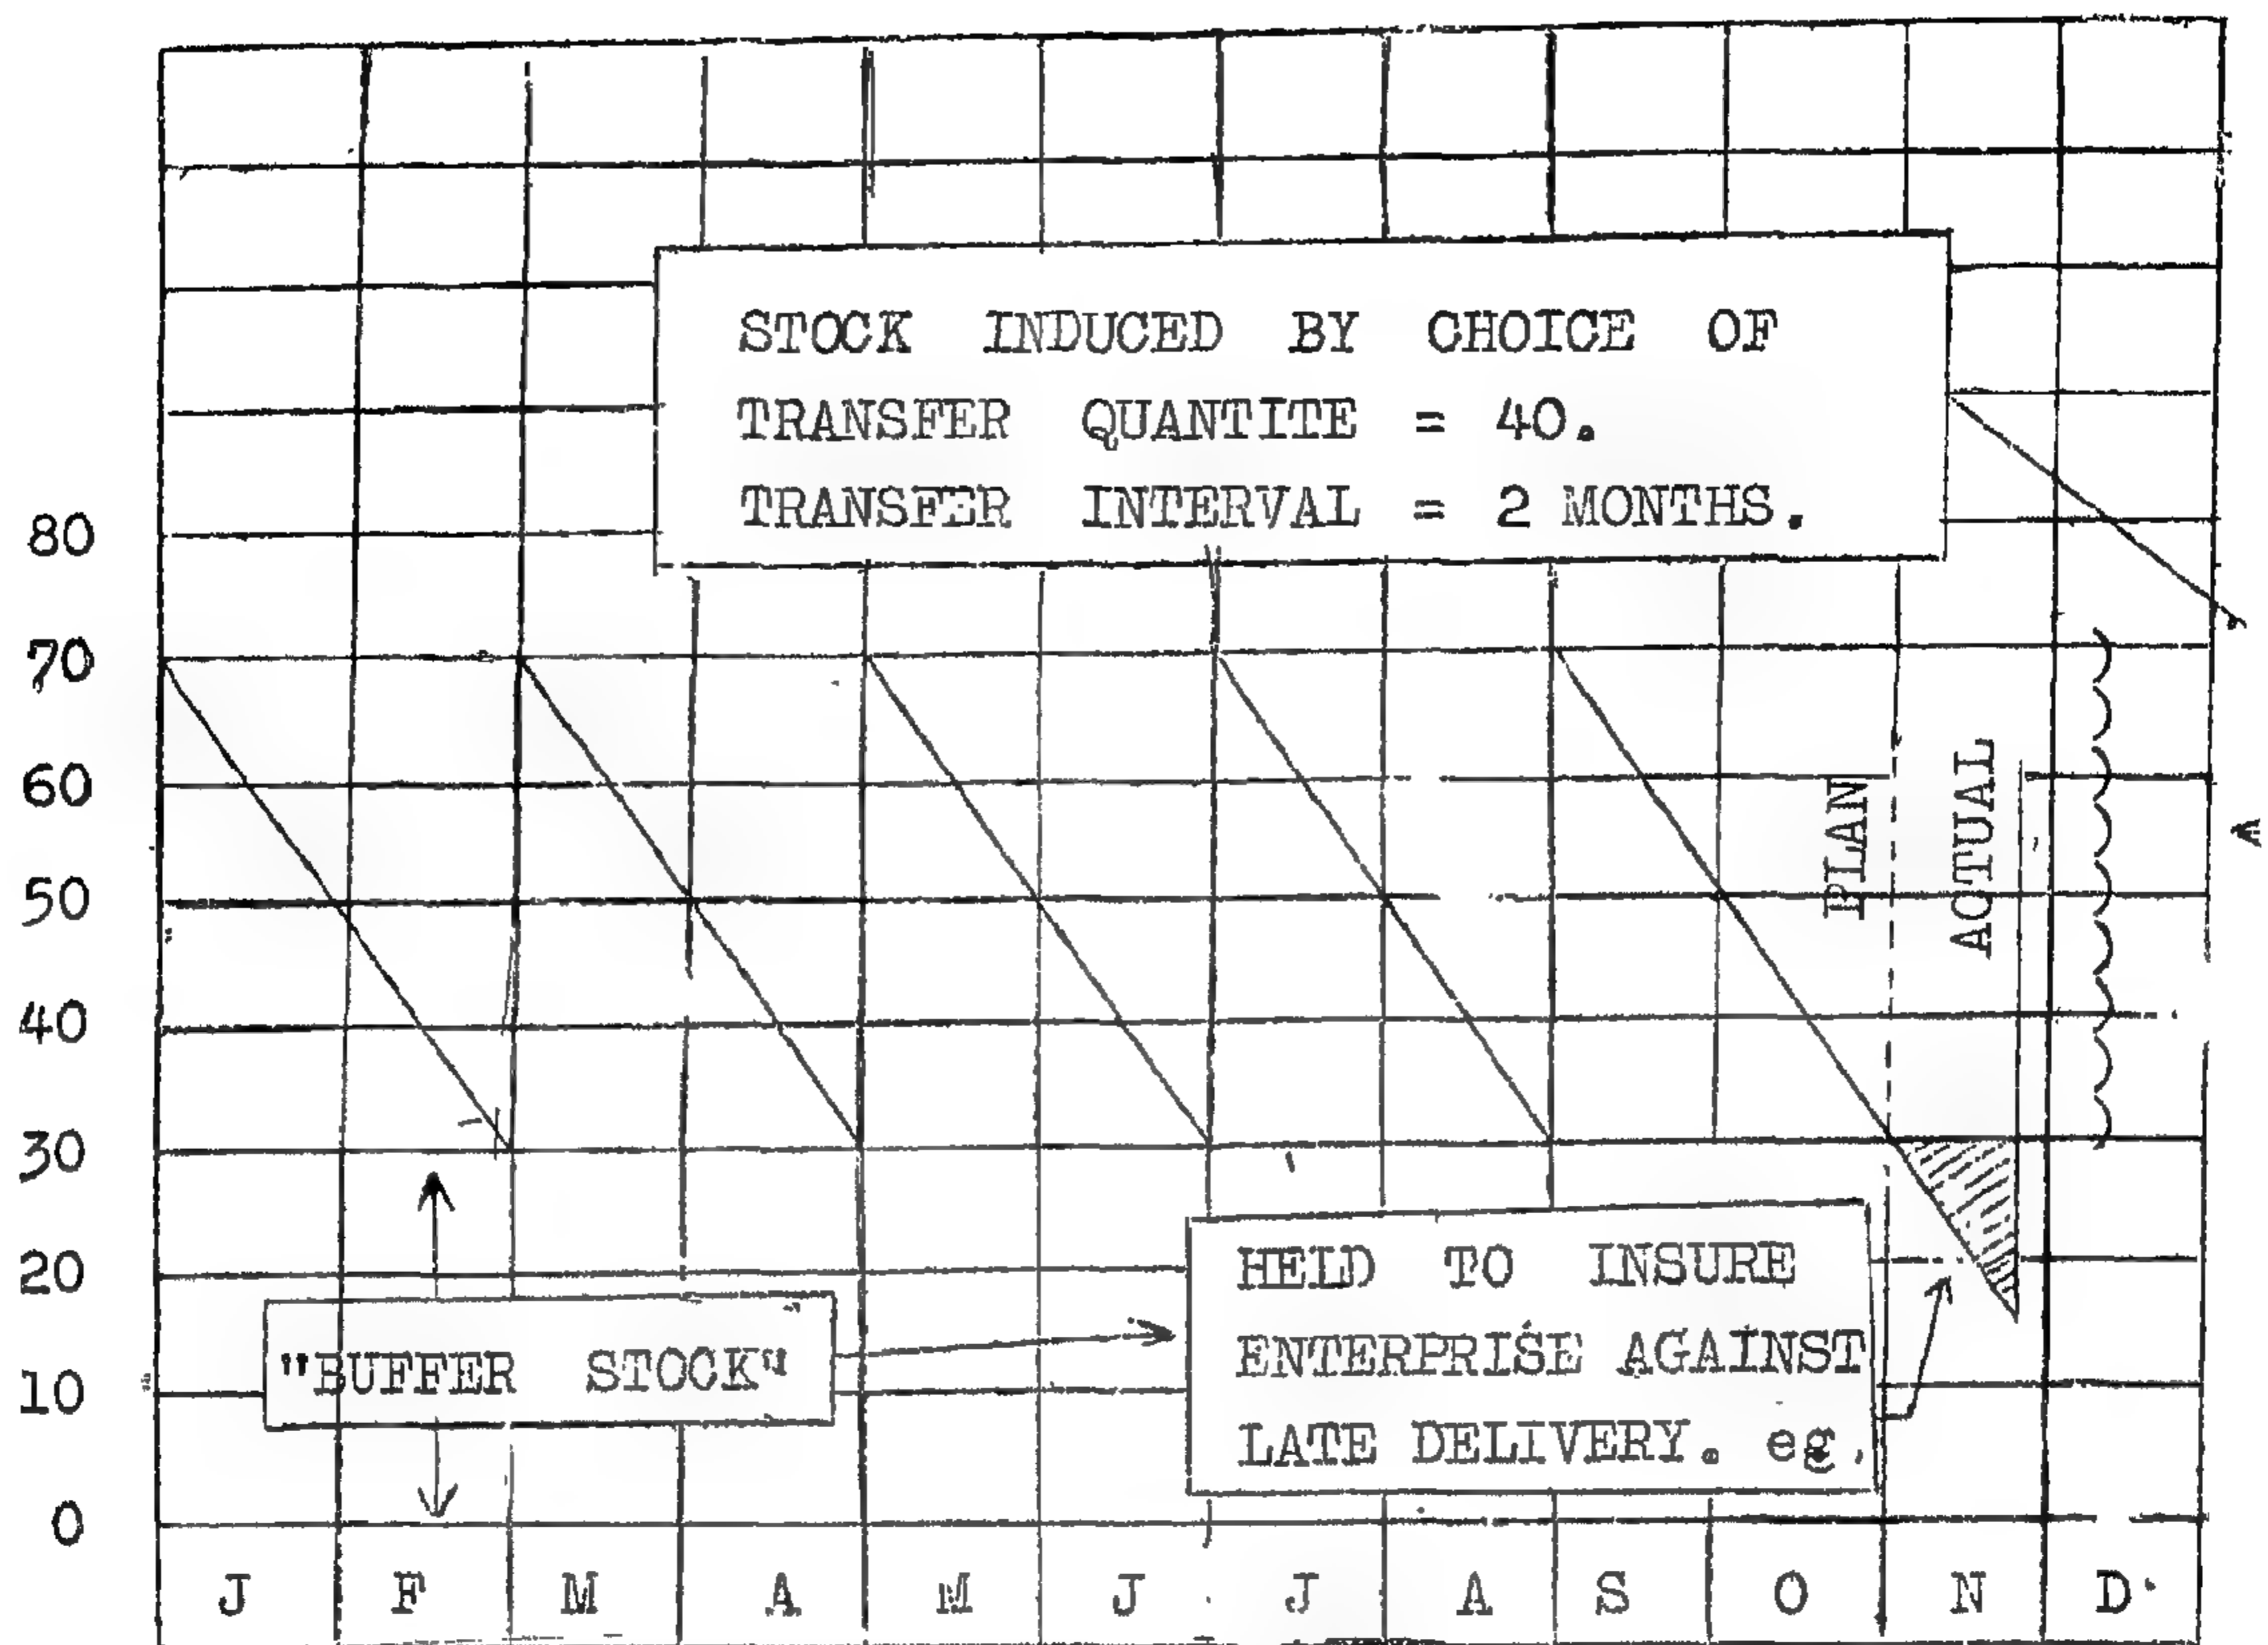 STOCK INDUCED BY CHOICE OF
TRANSFER QUANTITE = 40.
TRANSFER INTERVAL = 2 MONTHS.
80
70
60
50
40
30
20
10
0
PLAN
ACTUAL
A
"BUFFER STOCK"
HELD TO INSURE
ENTERPRISE AGAINST
LATE DELIVERY. eg.
J F M A M J J A S O N D